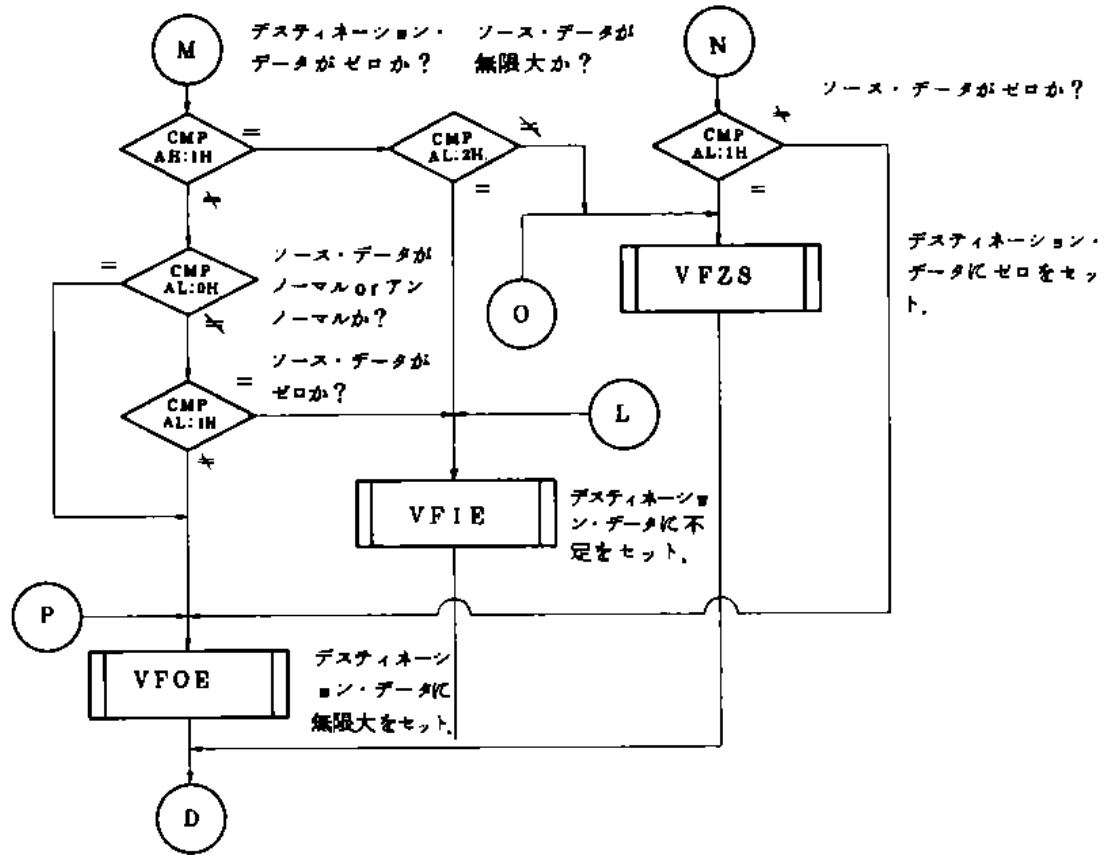 M
デスティネーション・
データがゼロか?
ソース・データが
無限大か?
N
ソース・データがゼロか?
CMP
AH:1H
=
≠
CMP
AL:2H
≠
=
CMP
AL:1H
≠
=
CMP
AL:0H
=
≠
ソース・データが
ノーマルorアン
ノーマルか?
O
VFZS
デスティネーション・
データにゼロをセッ
ト.
CMP
AL:1H
=
≠
ソース・データが
ゼロか?
L
VFIE
デスティネーショ
ン・データに不
定をセット.
P
VFOE
デスティネーシ
ョン・データに
無限大をセット.
D